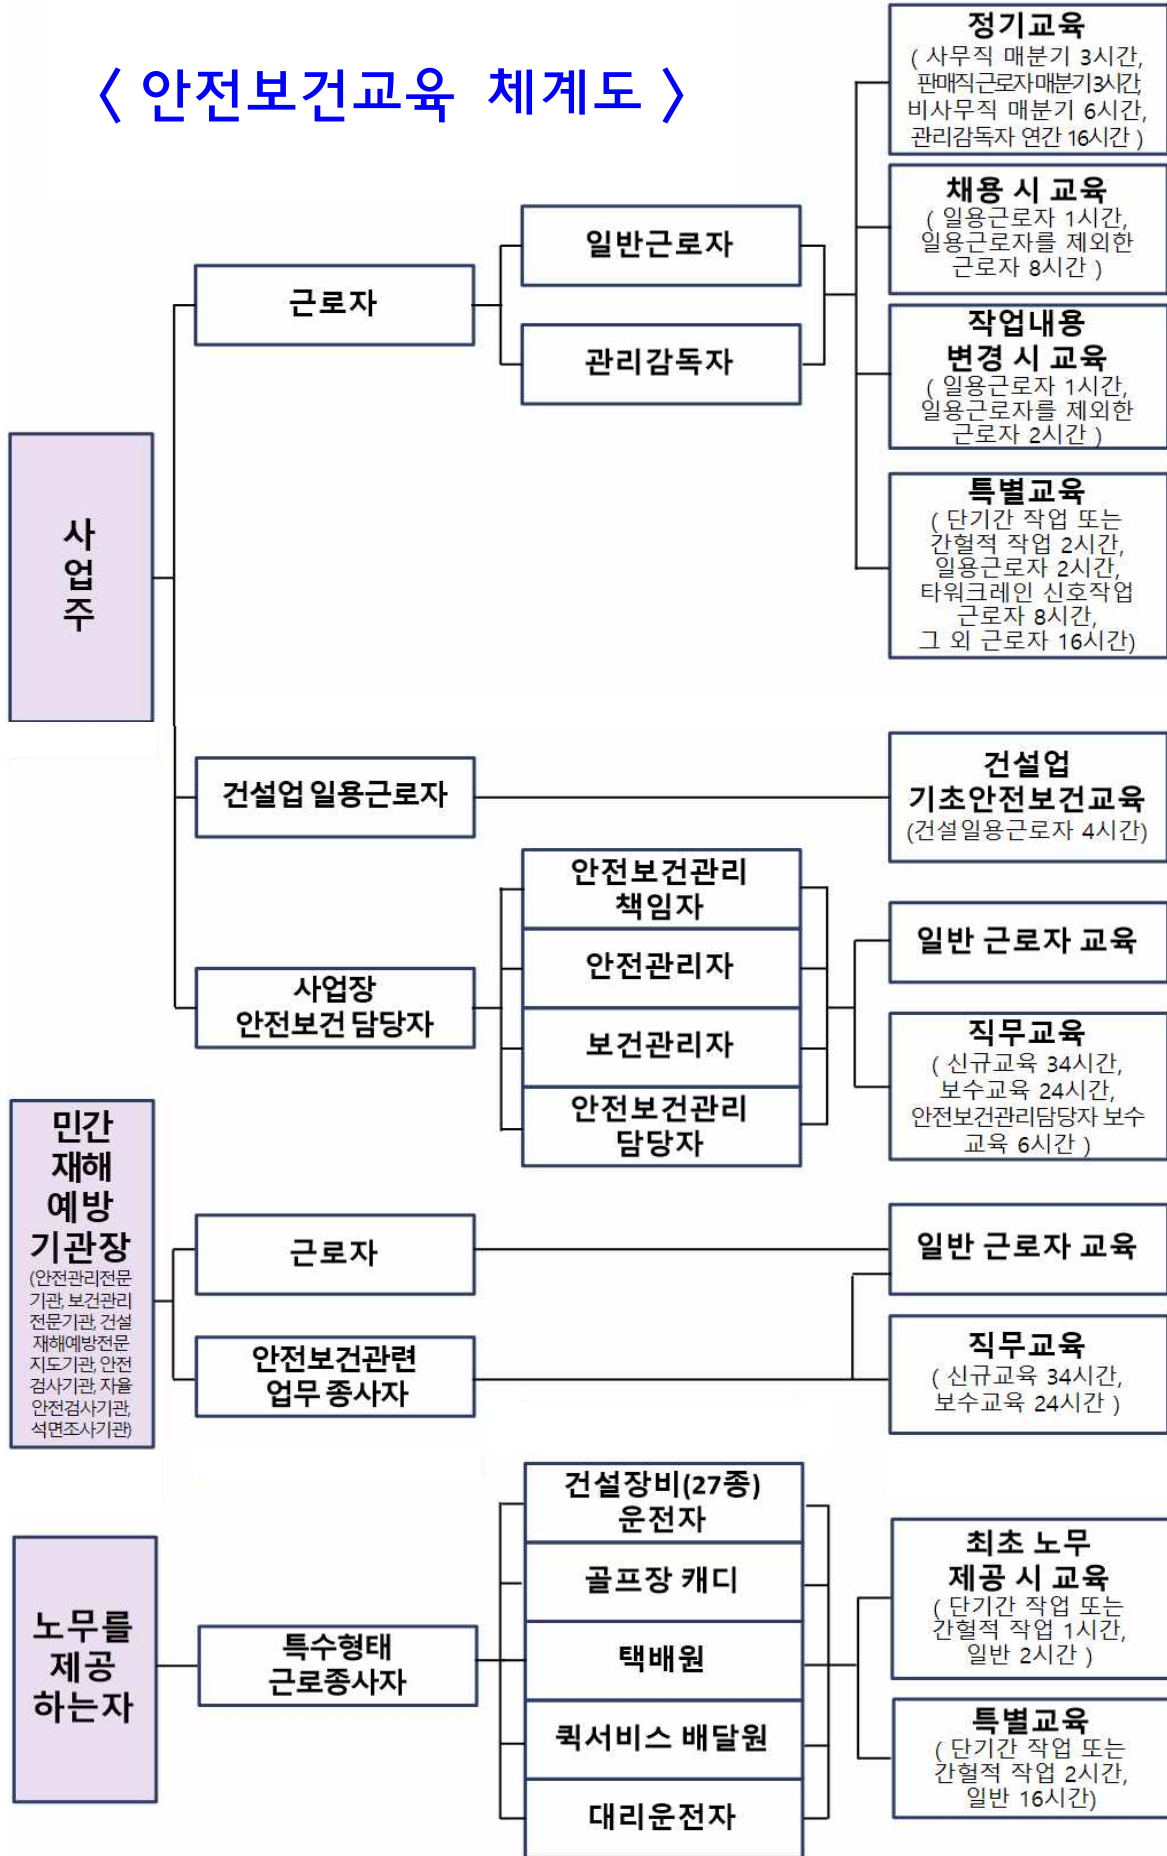 〈 안전보건교육 체계도 〉
정기교육
( 사무직 매분기 3시간,
판매직근로자매분기3시간,
비사무직 매분기 6시간,
관리감독자 연간 16시간 )
채용 시 교육
( 일용근로자 1시간,
일용근로자를 제외한
근로자 8시간 )
일반근로자
근로자
관리감독자
작업내용
변경 시 교육
( 일용근로자 1시간,
일용근로자를 제외한
근로자 2시간 )
사
업
주
특별교육
( 단기간 작업 또는
간헐적 작업 2시간,
일용근로자 2시간,
타워크레인 신호작업
근로자 8시간,
그 외 근로자 16시간)
건설업 일용근로자
건설업
기초안전보건교육
(건설일용근로자 4시간)
사업장
안전보건 담당자
안전보건관리
책임자
안전관리자
보건관리자
안전보건관리
담당자
일반 근로자 교육
직무교육
( 신규교육 34시간,
보수교육 24시간,
안전보건관리담당자 보수
교육 6시간 )
민간
재해
예방
기관장
(안전관리전문
기관, 보건관리
전문기관, 건설
재해예방전문
지도기관, 안전
검사기관, 자율
안전검사기관,
석면조사기관)
근로자
일반 근로자 교육
안전보건관련
업무 종사자
직무교육
( 신규교육 34시간,
보수교육 24시간 )
노무를
제공
하는자
특수형태
근로종사자
건설장비(27종)
운전자
골프장 캐디
택배원
퀵서비스 배달원
대리운전자
최초 노무
제공 시 교육
( 단기간 작업 또는
간헐적 작업 1시간,
일반 2시간 )
특별교육
( 단기간 작업 또는
간헐적 작업 2시간,
일반 16시간)